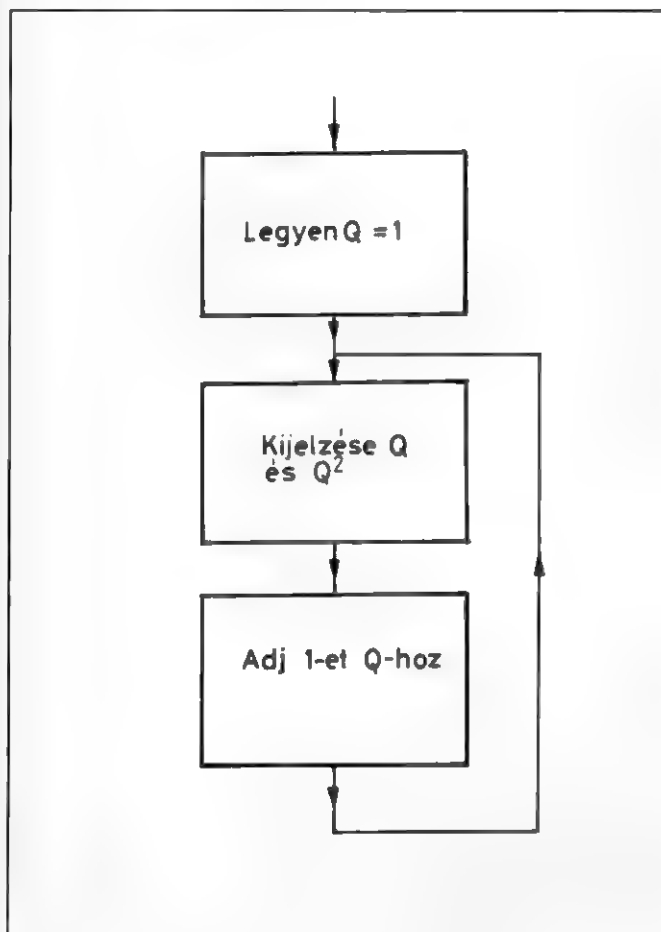 Legyen Q = 1
Kijelzése Q
és Q²
Adj 1-et Q-hoz